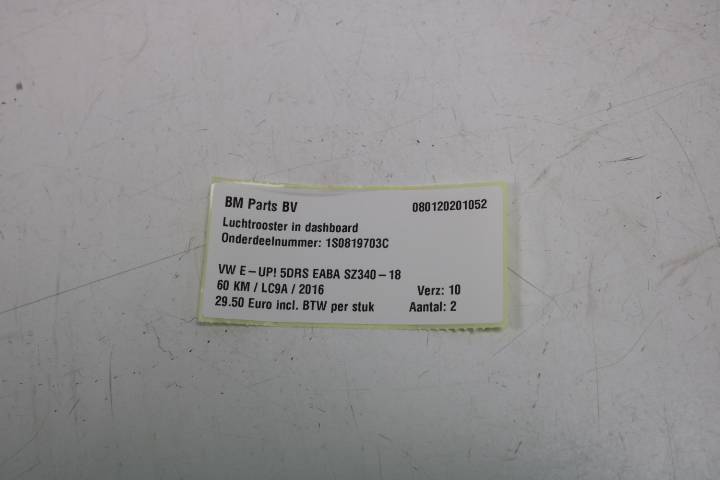 BM Parts BV 080120201052
Luchtrooster in dashboard
Onderdeelnummer: 1S0819703C
VW E-UP! 5DRS EABA SZ340-18
60 KM / LC9A / 2016 Verz: 10
29.50 Euro incl. BTW per stuk Aantal: 2